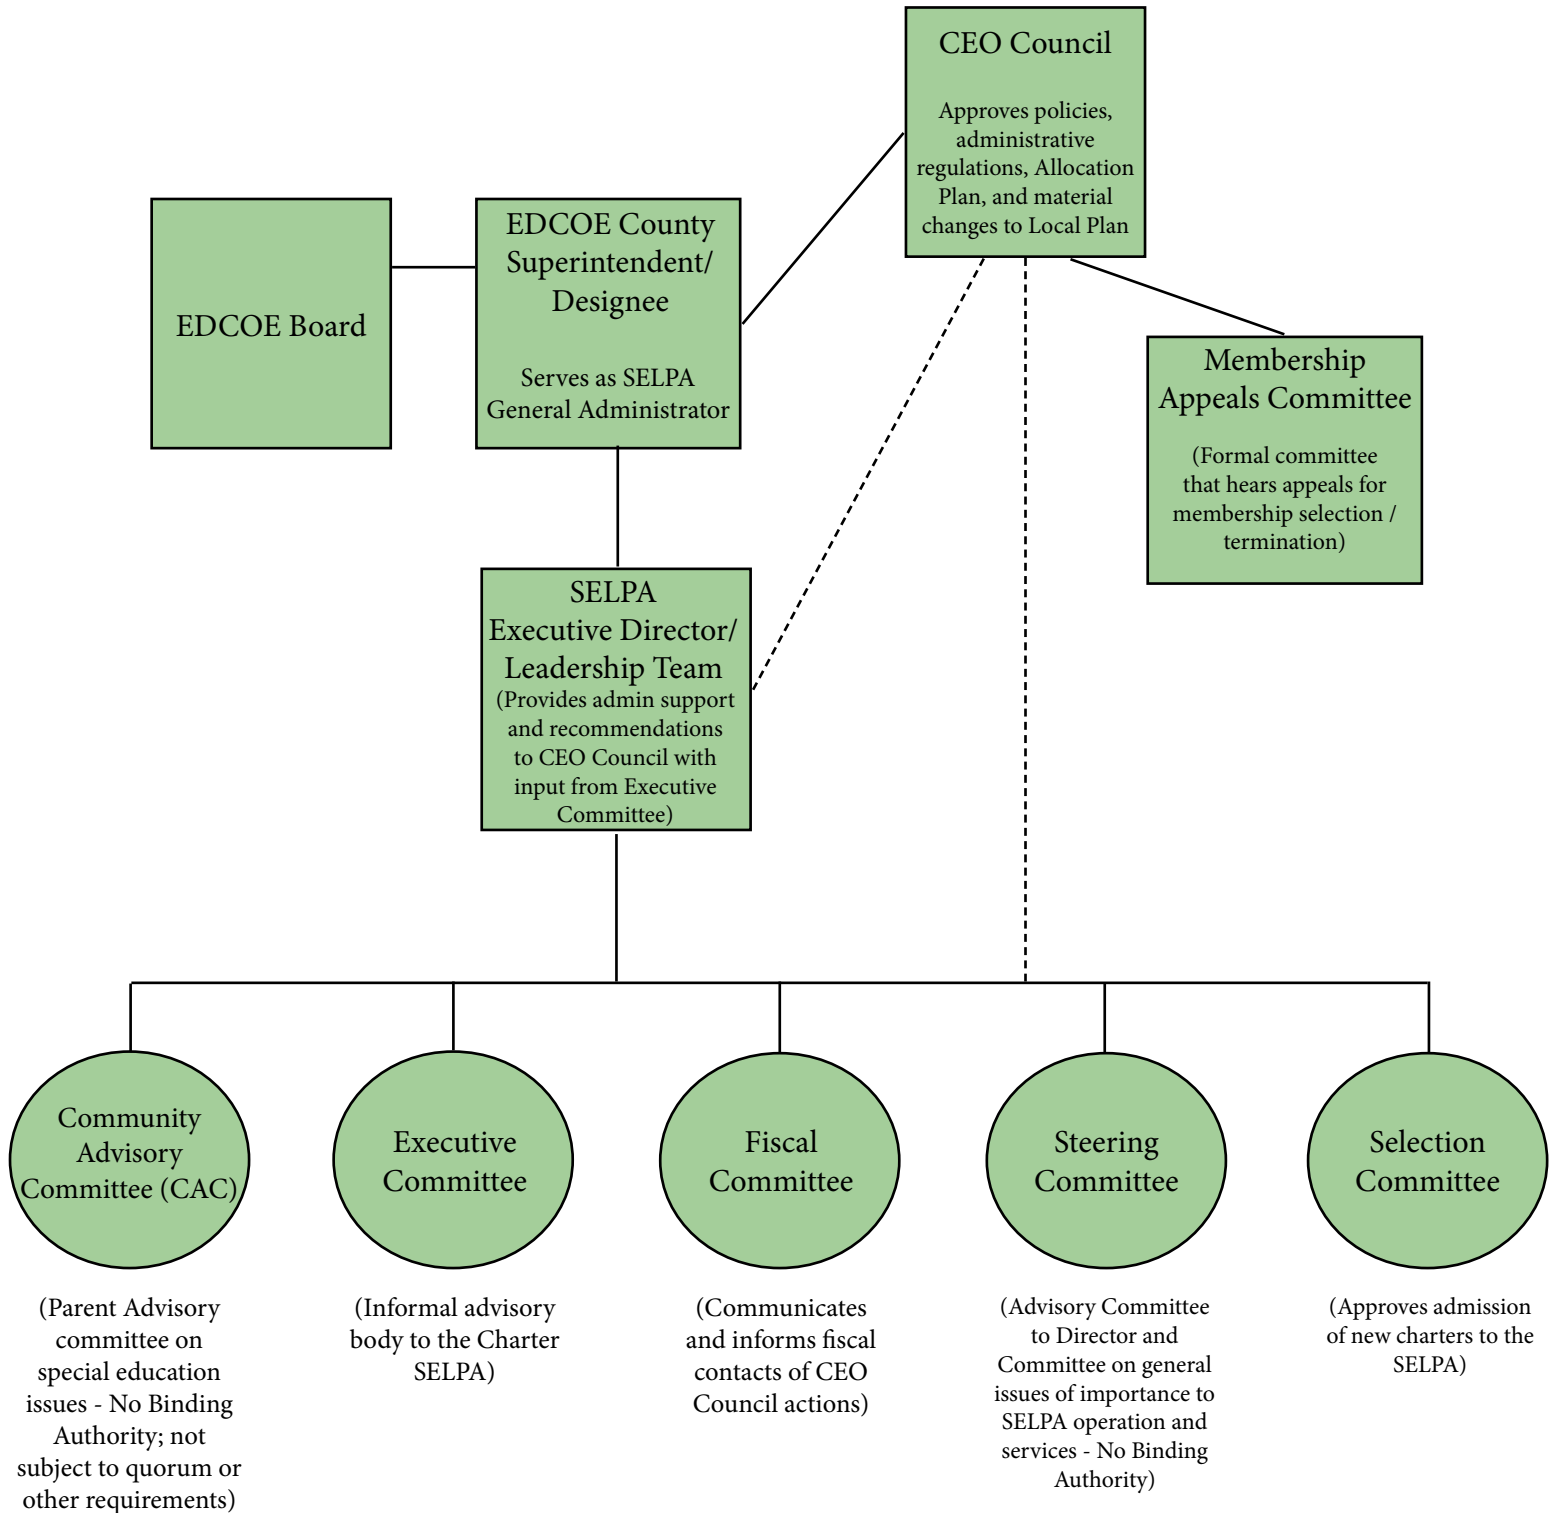 CEO Council
Approves policies,
administrative
regulations, Allocation
Plan, and material
changes to Local Plan
EDCOE Board
EDCOE County
Superintendent/
Designee
Serves as SELPA
General Administrator
Membership
Appeals Committee
(Formal committee
that hears appeals for
membership selection /
termination)
SELPA
Executive Director/
Leadership Team
(Provides admin support
and recommendations
to CEO Council with
input from Executive
Committee)
Community
Advisory
Committee (CAC)
(Parent Advisory
committee on
special education
issues - No Binding
Authority; not
subject to quorum or
other requirements)
Executive
Committee
(Informal advisory
body to the Charter
SELPA)
Fiscal
Committee
(Communicates
and informs fiscal
contacts of CEO
Council actions)
Steering
Committee
(Advisory Committee
to Director and
Committee on general
issues of importance to
SELPA operation and
services - No Binding
Authority)
Selection
Committee
(Approves admission
of new charters to the
SELPA)